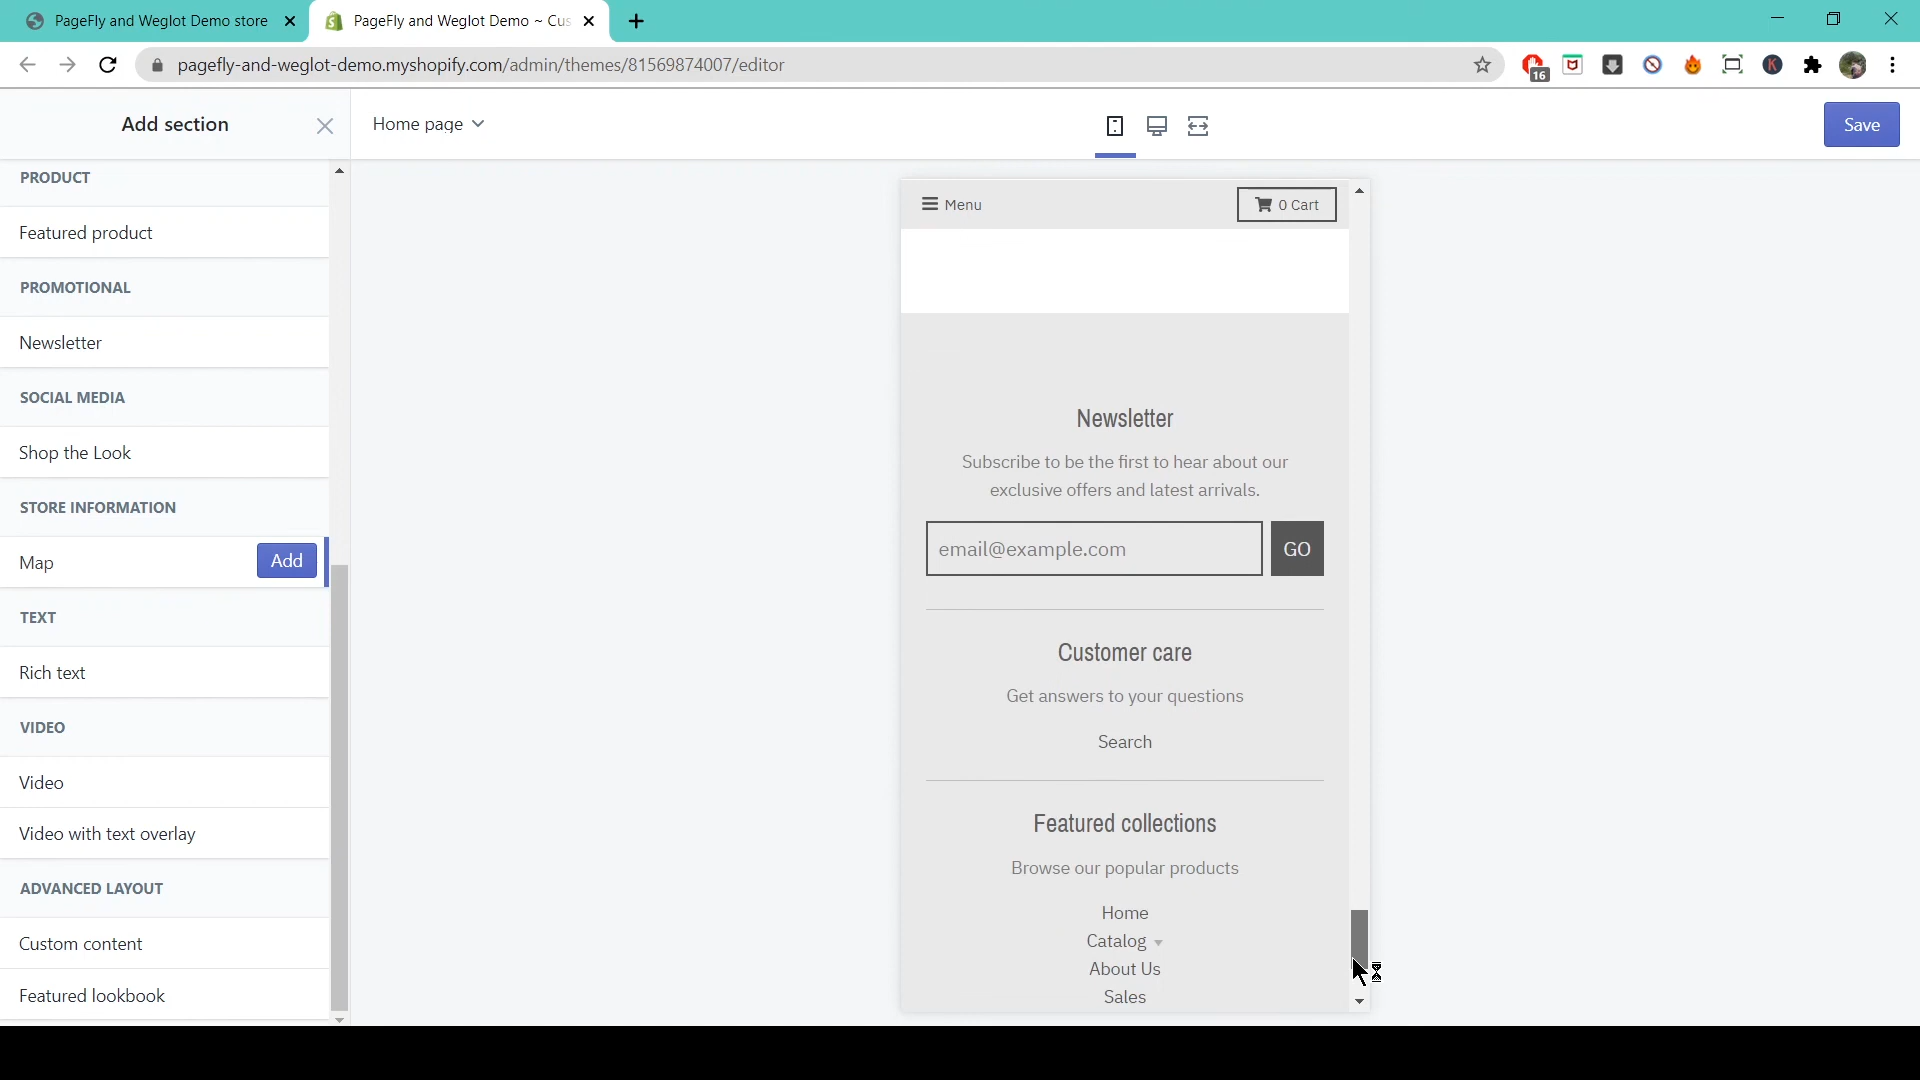 PageFly and Weglot Demo store
PageFly and Weglot Demo ~ Cus
pagefly-and-weglot-demo.myshopify.com/admin/themes/81569874007/editor
16
K
Add section
Home page
Save
PRODUCT
Featured product
PROMOTIONAL
Newsletter
SOCIAL MEDIA
Shop the Look
STORE INFORMATION
Map
Add
TEXT
Rich text
VIDEO
Video
Video with text overlay
ADVANCED LAYOUT
Custom content
Featured lookbook
Menu
0 Cart
Newsletter
Subscribe to be the first to hear about our
exclusive offers and latest arrivals.
email@example.com
GO
Customer care
Get answers to your questions
Search
Featured collections
Browse our popular products
Home
Catalog
About Us
Sales